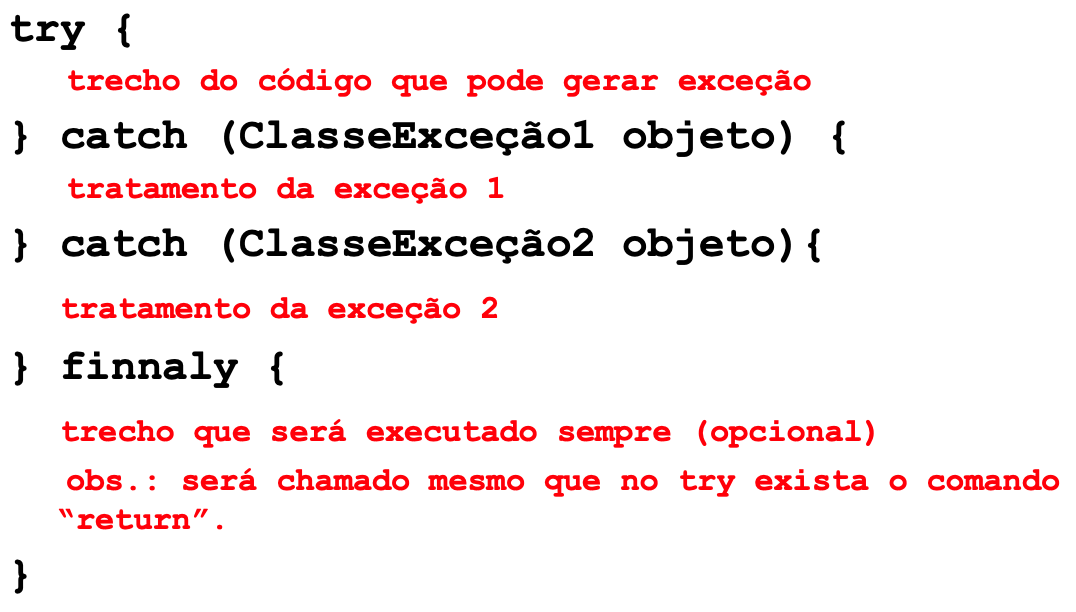 try {
trecho do código que pode gerar exceção
} catch (ClasseExceção1 objeto) {
tratamento da exceção 1
} catch (ClasseExceção2 objeto){
tratamento da exceção 2
} finnaly {
trecho que será executado sempre (opcional)
obs.: será chamado mesmo que no try exista o comando
“return”.
}